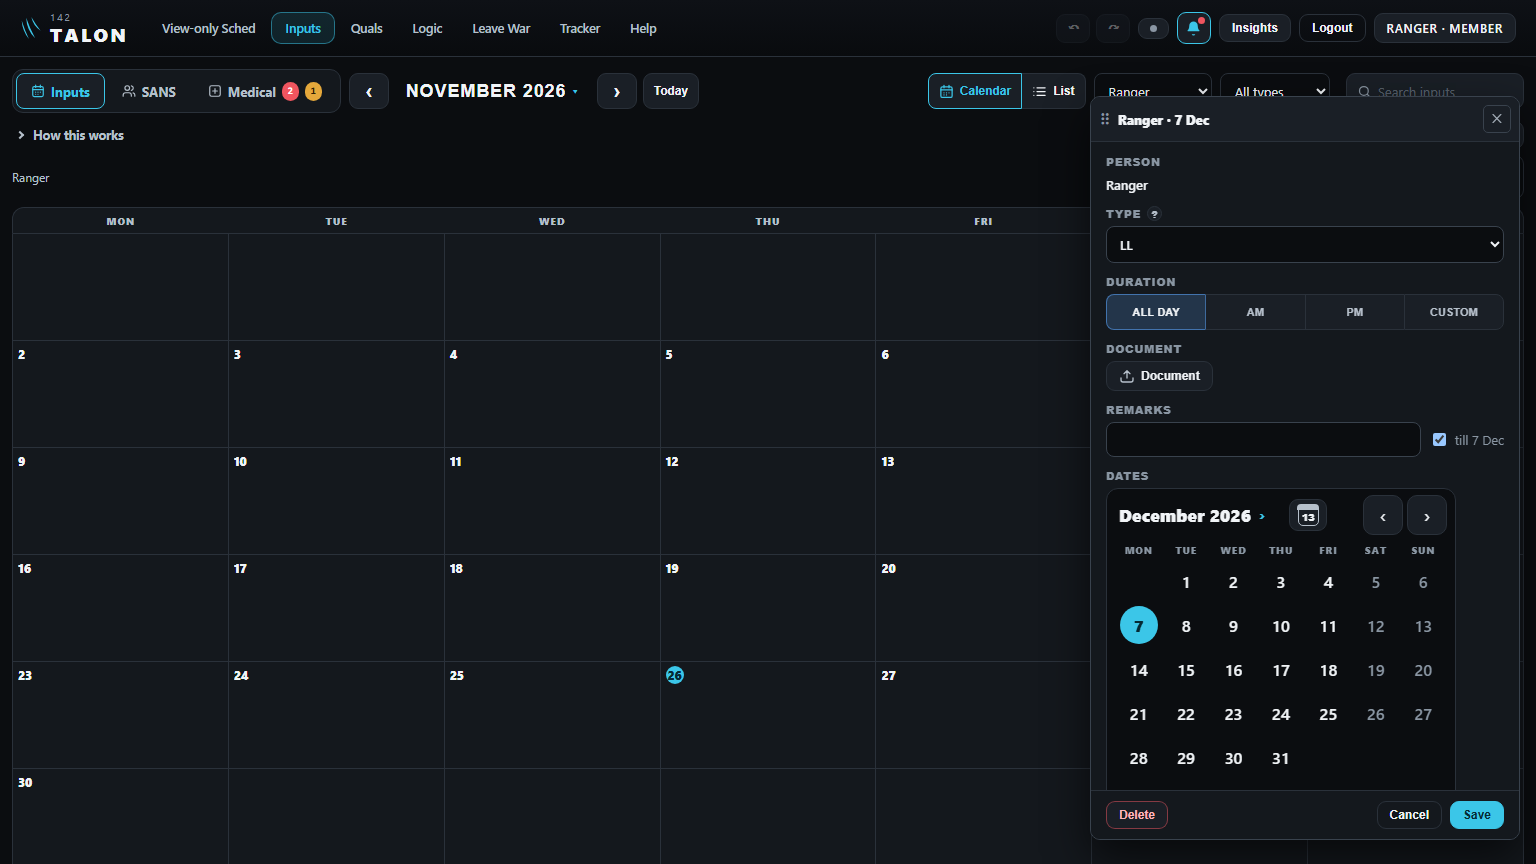 142
TALON
View-only Sched
Inputs
Quals
Logic
Leave War
Tracker
Help
Insights
Logout
RANGER · MEMBER
Inputs
SANS
Medical 2 1
‹
NOVEMBER 2026
›
Today
Calendar
List
Ranger
All types
Search inputs
How this works
Ranger
MON TUE WED THU FRI
2 3 4 5 6
9 10 11 12 13
16 17 18 19 20
23 24 25 26 27
30
Ranger · 7 Dec
PERSON
Ranger
TYPE ?
LL
DURATION
ALL DAY AM PM CUSTOM
DOCUMENT
Document
REMARKS
till 7 Dec
DATES
December 2026 › 13 ‹ ›
MON TUE WED THU FRI SAT SUN
1 2 3 4 5 6
7 8 9 10 11 12 13
14 15 16 17 18 19 20
21 22 23 24 25 26 27
28 29 30 31
Delete
Cancel
Save